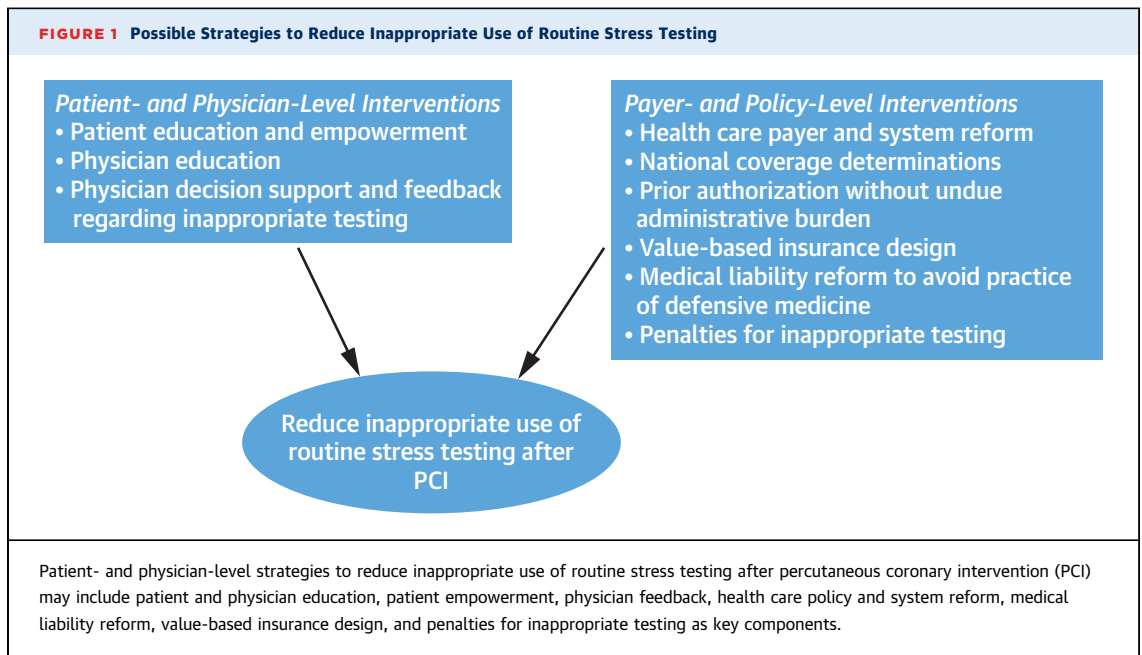 FIGURE 1 Possible Strategies to Reduce Inappropriate Use of Routine Stress Testing
Patient- and Physician-Level Interventions
• Patient education and empowerment
• Physician education
• Physician decision support and feedback
regarding inappropriate testing
Payer- and Policy-Level Interventions
• Health care payer and system reform
• National coverage determinations
• Prior authorization without undue
administrative burden
• Value-based insurance design
• Medical liability reform to avoid practice
of defensive medicine
• Penalties for inappropriate testing
Reduce inappropriate use of
routine stress testing after
PCI
Patient- and physician-level strategies to reduce inappropriate use of routine stress testing after percutaneous coronary intervention (PCI)
may include patient and physician education, patient empowerment, physician feedback, health care policy and system reform, medical
liability reform, value-based insurance design, and penalties for inappropriate testing as key components.